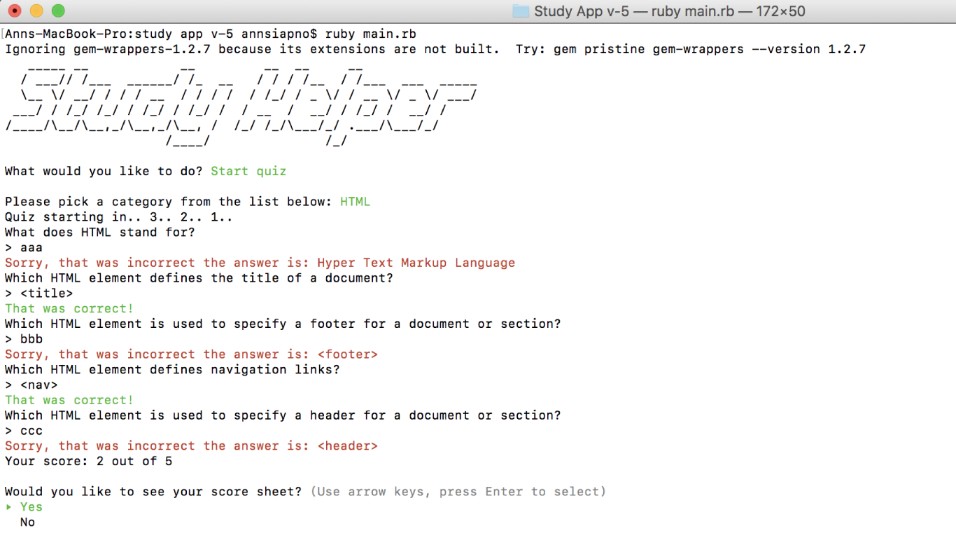 Study App v-5 — ruby main.rb — 172×50
Anns-MacBook-Pro:study app v-5 annsiapno$ ruby main.rb
Ignoring gem-wrappers-1.2.7 because its extensions are not built.  Try: gem pristine gem-wrappers --version 1.2.7
Study Helper
What would you like to do? Start quiz
Please pick a category from the list below: HTML
Quiz starting in.. 3.. 2.. 1..
What does HTML stand for?
> aaa
Sorry, that was incorrect the answer is: Hyper Text Markup Language
Which HTML element defines the title of a document?
> <title>
That was correct!
Which HTML element is used to specify a footer for a document or section?
> bbb
Sorry, that was incorrect the answer is: <footer>
Which HTML element defines navigation links?
> <nav>
That was correct!
Which HTML element is used to specify a header for a document or section?
> ccc
Sorry, that was incorrect the answer is: <header>
Your score: 2 out of 5
Would you like to see your score sheet? (Use arrow keys, press Enter to select)
▸ Yes
No